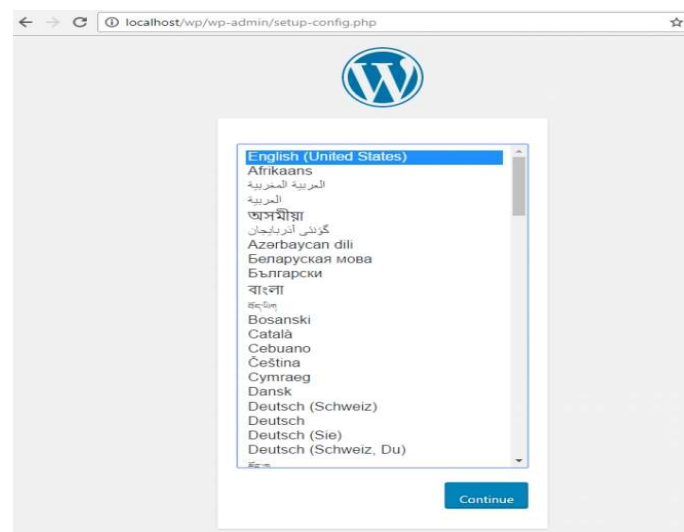 localhost/wp/wp-admin/setup-config.php
English (United States)
Afrikaans
العربية المغربية
العربية
অসমীয়া
گؤنئی آذربایجان
Azərbaycan dili
Беларуская мова
Български
বাংলা
བོད་ཡིག
Bosanski
Català
Cebuano
Čeština
Cymraeg
Dansk
Deutsch (Schweiz)
Deutsch
Deutsch (Sie)
Deutsch (Schweiz, Du)
Continue